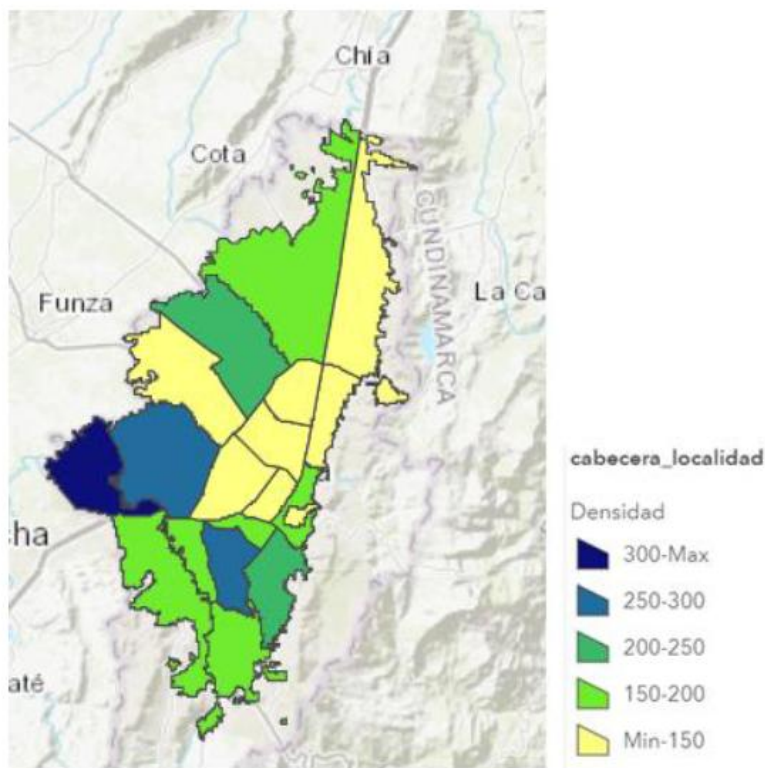 Chía
Cota
CUNDINAMARCA
Funza
La Ca
cha
até
cabecera_localidad
Densidad
300-Max
250-300
200-250
150-200
Min-150